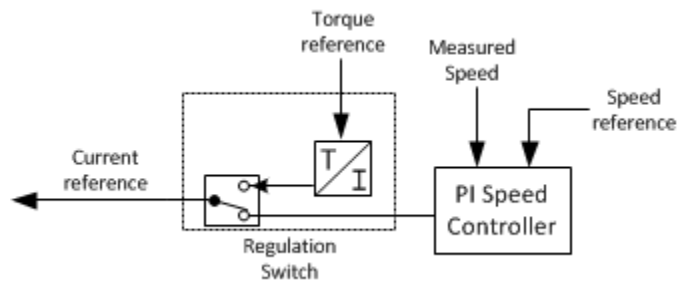 Torque
reference
Measured
Speed
Speed
reference
Current
reference
T
I
PI Speed
Controller
Regulation
Switch